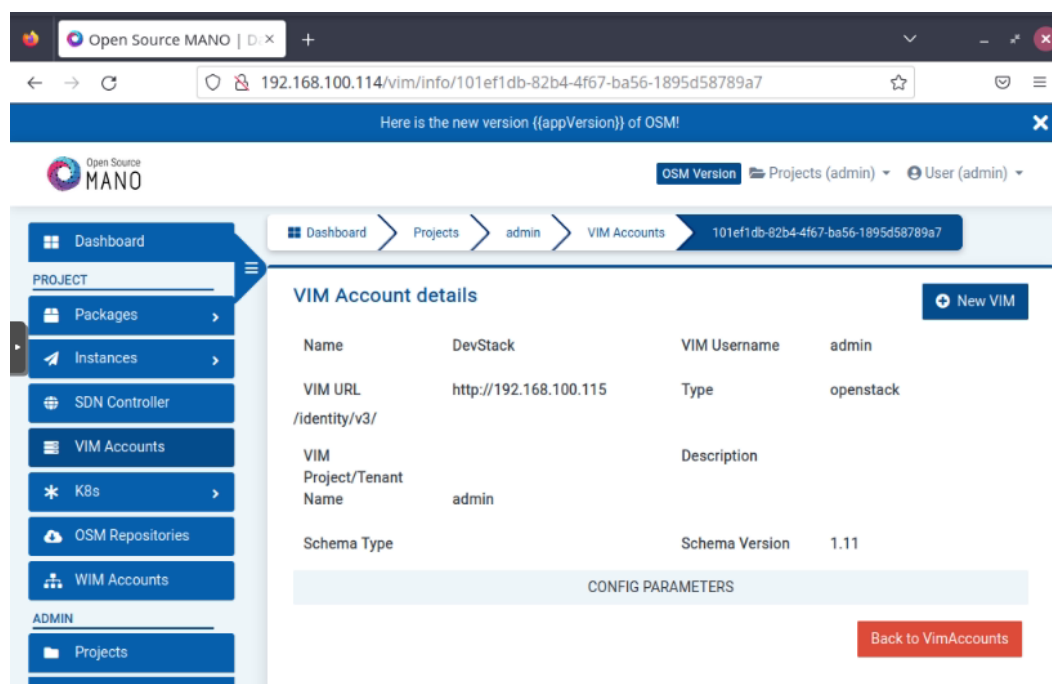 Open Source MANO | Da
192.168.100.114/vim/info/101ef1db-82b4-4f67-ba56-1895d58789a7
Here is the new version {{appVersion}} of OSM!
Open Source
MANO
OSM Version Projects (admin) User (admin)
Dashboard
PROJECT
Packages
Instances
SDN Controller
VIM Accounts
K8s
OSM Repositories
WIM Accounts
ADMIN
Projects
Dashboard Projects admin VIM Accounts 101ef1db-82b4-4f67-ba56-1895d58789a7
VIM Account details
New VIM
Name DevStack VIM Username admin
VIM URL http://192.168.100.115 Type openstack
/identity/v3/
VIM Description
Project/Tenant
Name admin
Schema Type Schema Version 1.11
CONFIG PARAMETERS
Back to VimAccounts